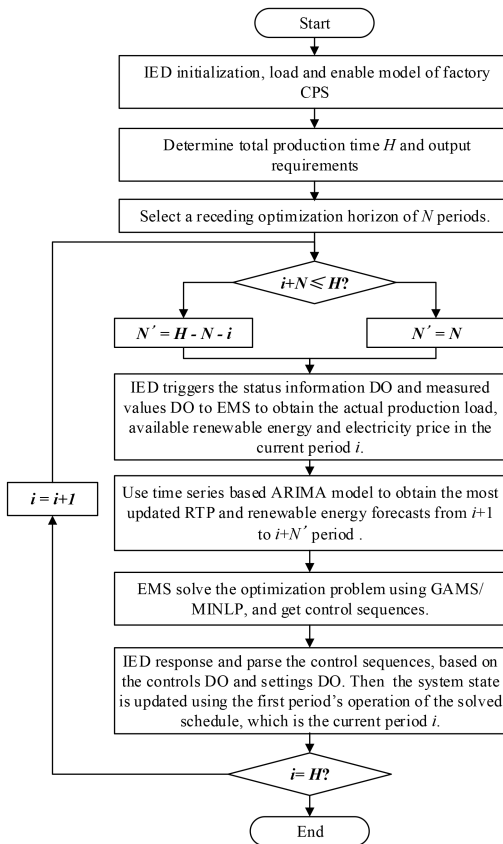 Start
IED initialization, load and enable model of factory
CPS
Determine total production time H and output
requirements
Select a receding optimization horizon of N periods.
i+N ⩽ H?
N′ = H - N - i
N′ = N
IED triggers the status information DO and measured
values DO to EMS to obtain the actual production load,
available renewable energy and electricity price in the
current period i.
i = i+1
Use time series based ARIMA model to obtain the most
updated RTP and renewable energy forecasts from i+1
to i+N′ period .
EMS solve the optimization problem using GAMS/
MINLP, and get control sequences.
IED response and parse the control sequences, based on
the controls DO and settings DO. Then the system state
is updated using the first period’s operation of the solved
schedule, which is the current period i.
i= H?
End